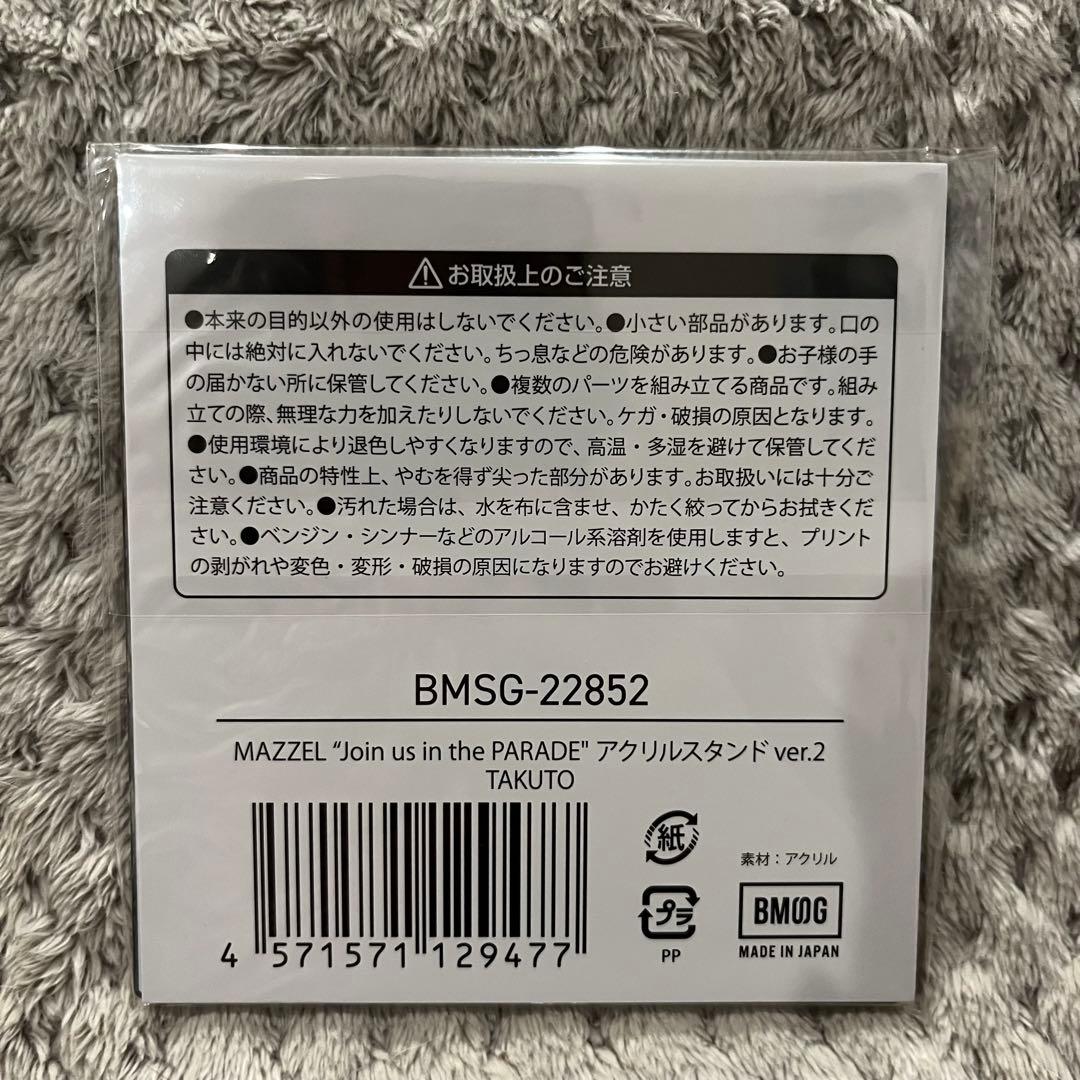 お取扱上のご注意
●本来の目的以外の使用はしないでください。●小さい部品があります。口の
中には絶対に入れないでください。ちっ息などの危険があります。●お子様の手
の届かない所に保管してください。●複数のパーツを組み立てる商品です。組み
立ての際、無理な力を加えたりしないでください。ケガ・破損の原因となります。
●使用環境により退色しやすくなりますので、高温・多湿を避けて保管してくだ
さい。●商品の特性上、やむを得ず尖った部分があります。お取扱いには十分ご
注意ください。●汚れた場合は、水を布に含ませ、かたく絞ってからお拭きくだ
さい。●ベンジン・シンナーなどのアルコール系溶剤を使用しますと、プリント
の剥がれや変色・変形・破損の原因になりますのでお避けください。
BMSG-22852
MAZZEL “Join us in the PARADE" アクリルスタンド ver.2
TAKUTO
紙
素材：アクリル
プラ
PP
BMSG
MADE IN JAPAN
4 571571 129477